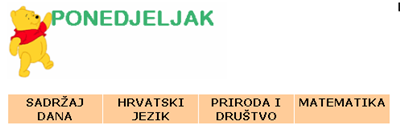 PONEDJELJAK
SADRŽAJ DANA
HRVATSKI JEZIK
PRIRODA I DRUŠTVO
MATEMATIKA